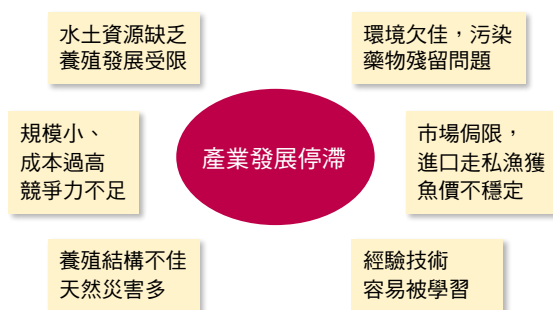 水土資源缺乏
養殖發展受限
環境欠佳，污染
藥物殘留問題
規模小、
成本過高
競爭力不足
產業發展停滯
市場侷限，
進口走私漁獲
魚價不穩定
養殖結構不佳
天然災害多
經驗技術
容易被學習